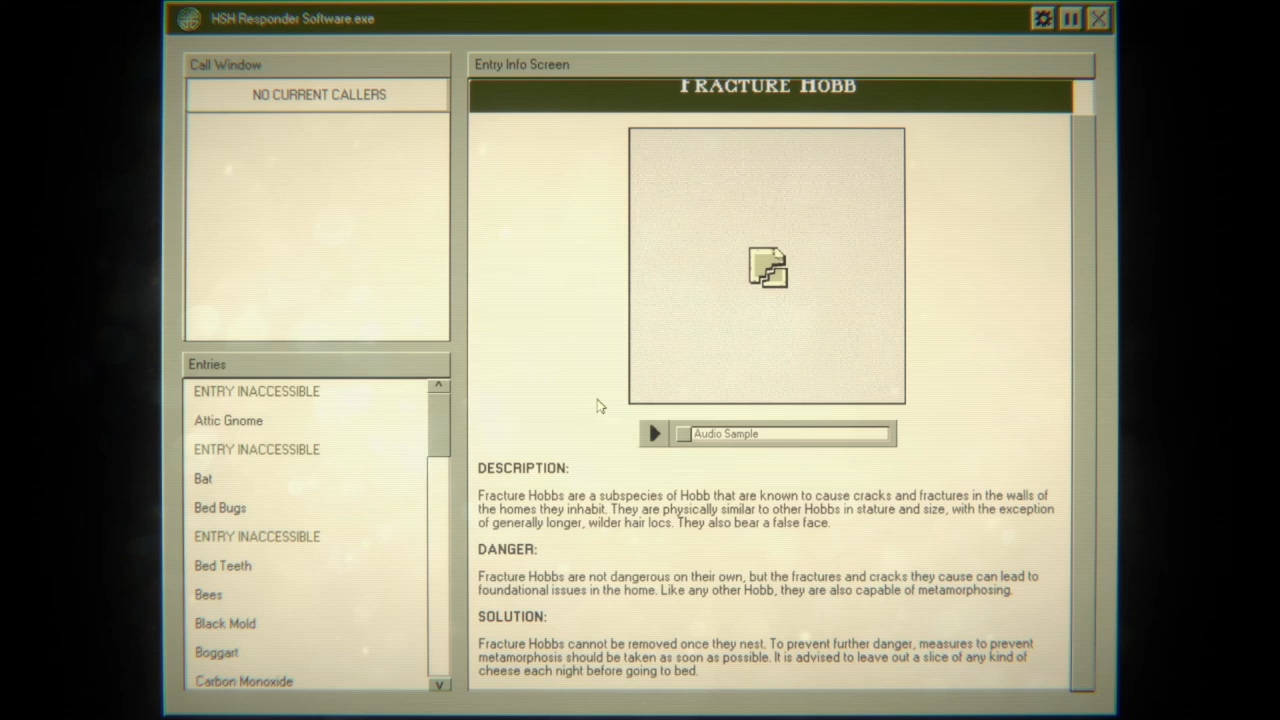 HSH Responder Software.exe
Call Window
NO CURRENT CALLERS
Entries
ENTRY INACCESSIBLE
Attic Gnome
ENTRY INACCESSIBLE
Bat
Bed Bugs
ENTRY INACCESSIBLE
Bed Teeth
Bees
Black Mold
Boggart
Carbon Monoxide
Entry Info Screen
FRACTURE HOBB
Audio Sample
DESCRIPTION:
Fracture Hobbs are a subspecies of Hobb that are known to cause cracks and fractures in the walls of
the homes they inhabit. They are physically similar to other Hobbs in stature and size, with the exception
of generally longer, wilder hair locs. They also bear a false face.
DANGER:
Fracture Hobbs are not dangerous on their own, but the fractures and cracks they cause can lead to
foundational issues in the home. Like any other Hobb, they are also capable of metamorphosing.
SOLUTION:
Fracture Hobbs cannot be removed once they nest. To prevent further danger, measures to prevent
metamorphosis should be taken as soon as possible. It is advised to leave out a slice of any kind of
cheese each night before going to bed.